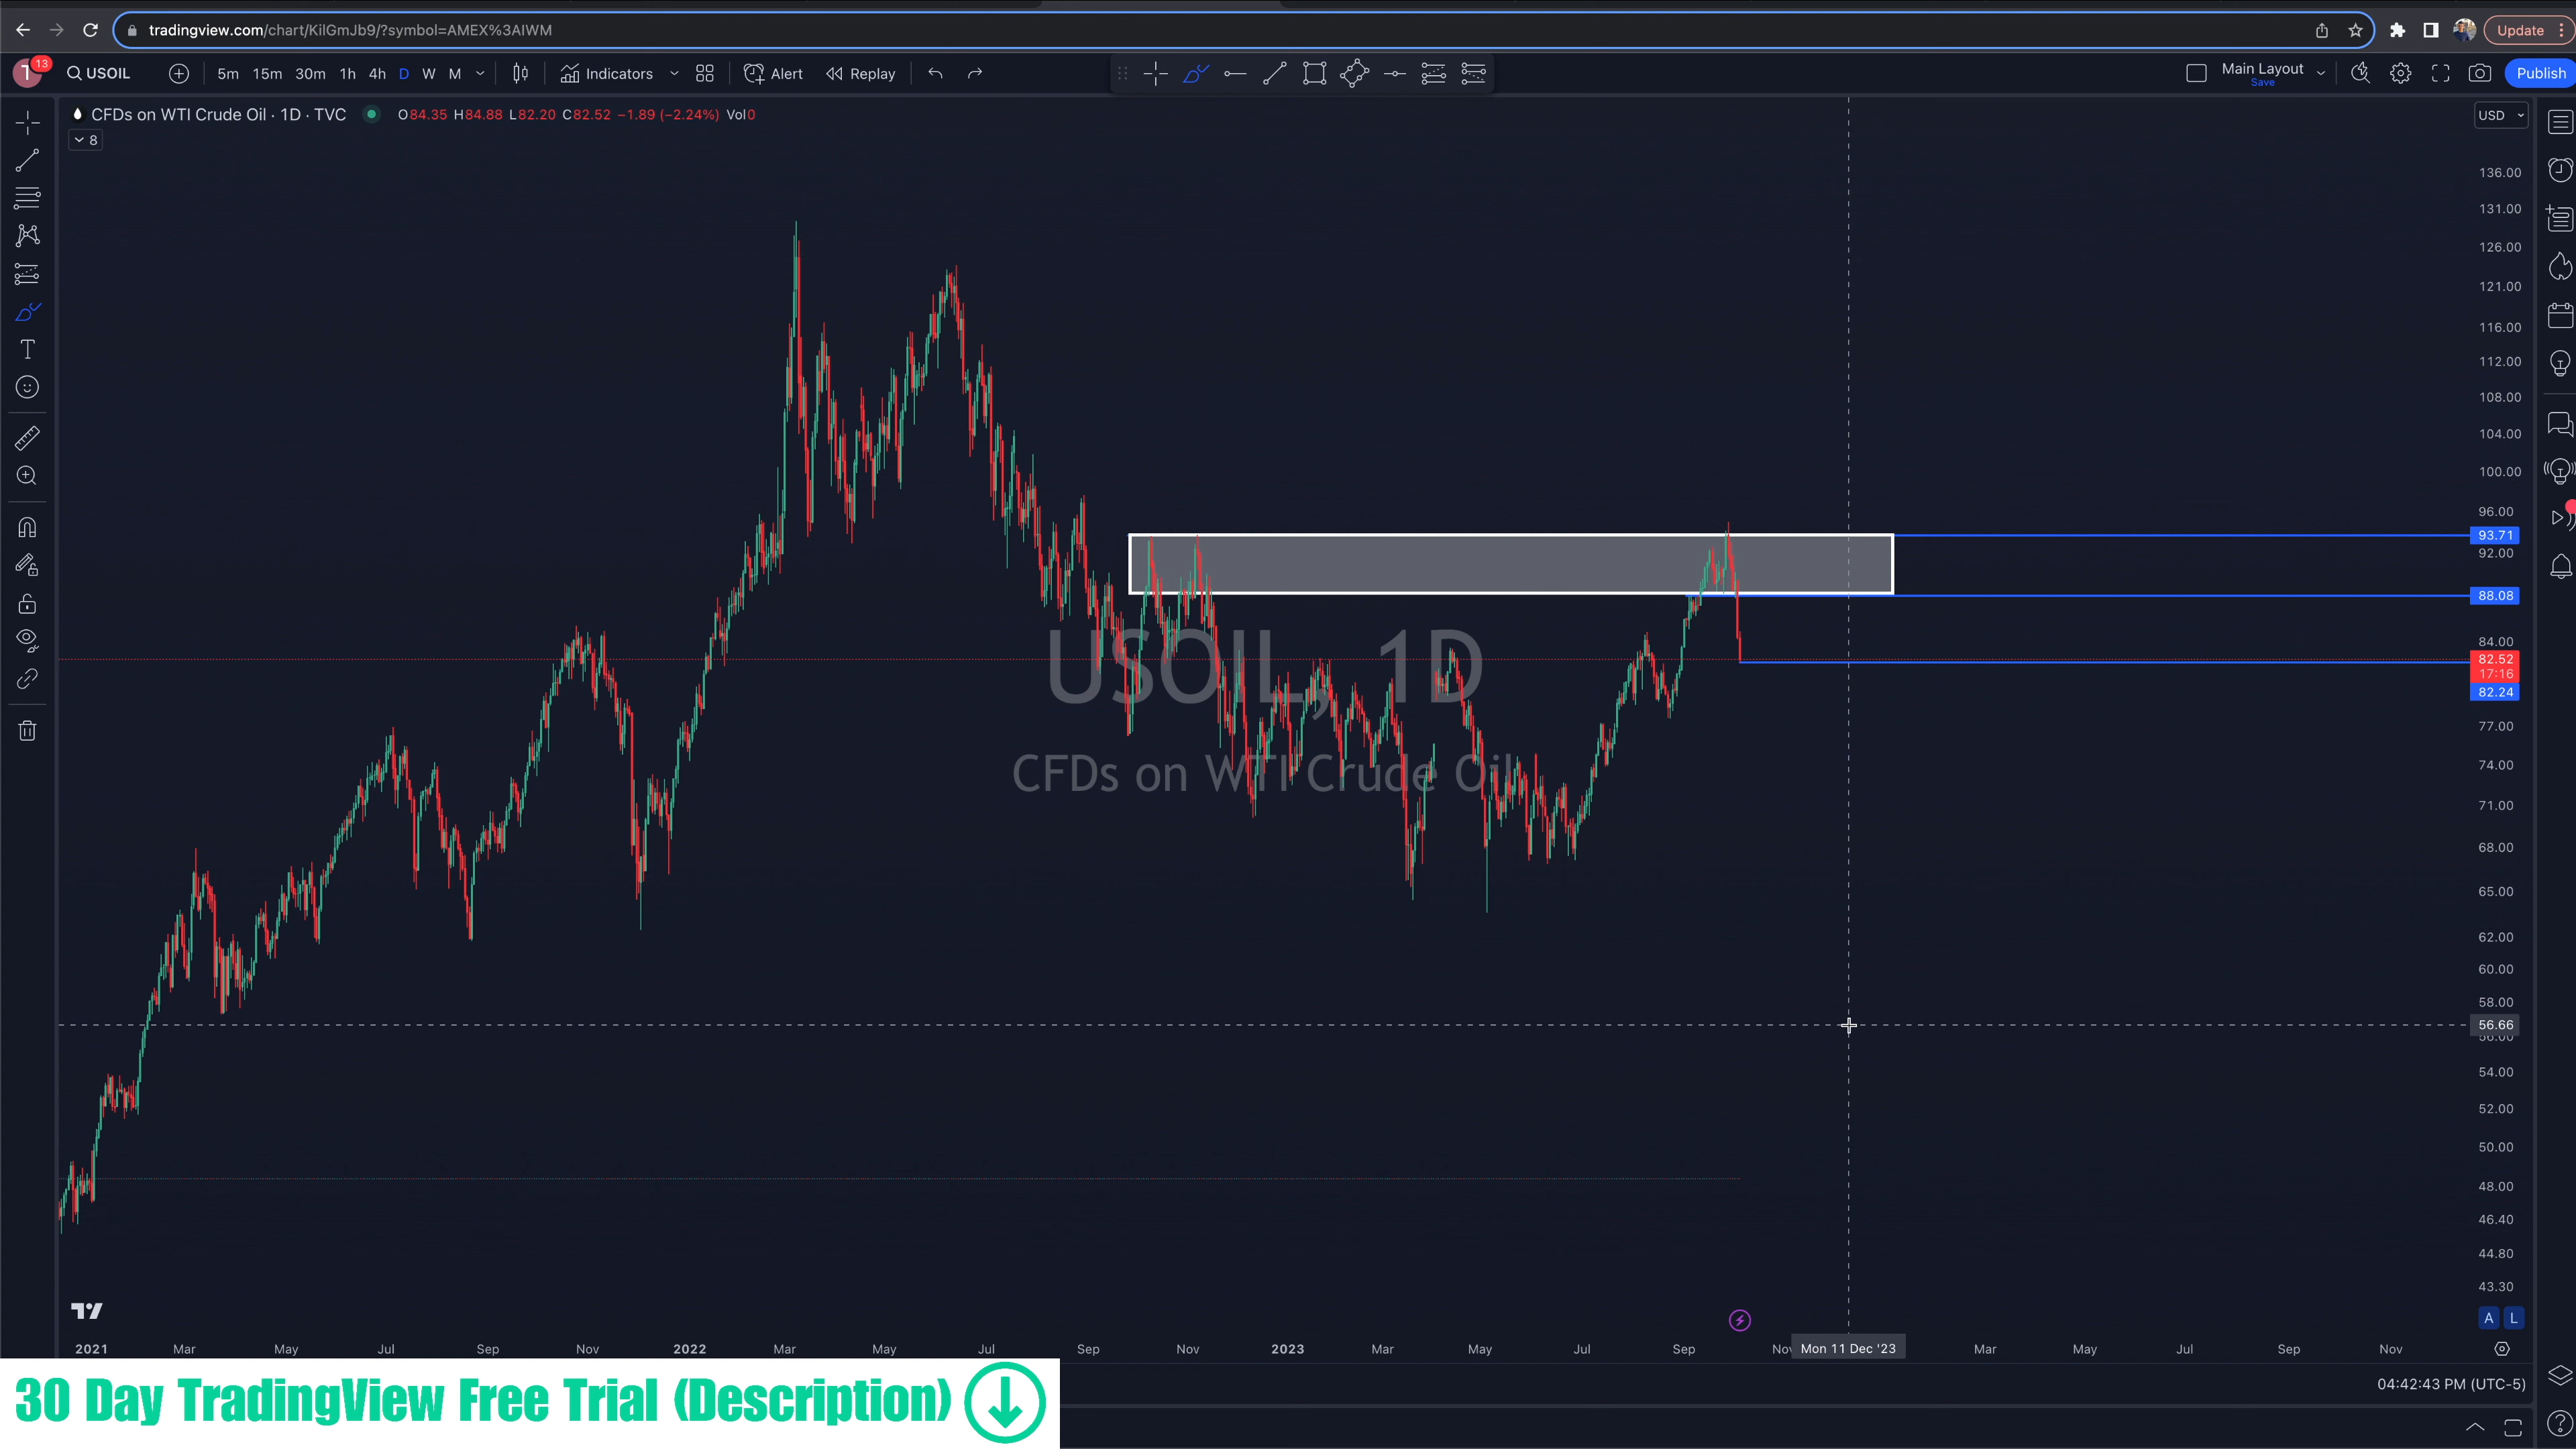 tradingview.com/chart/KilGmJb9/?symbol=AMEX%3AIWM
Update
T
13
USOIL
5m 15m 30m 1h 4h D W M
Indicators
Alert
Replay
Main Layout
Save
Publish
CFDs on WTI Crude Oil · 1D · TVC
O84.35 H84.88 L82.20 C82.52 −1.89 (−2.24%) Vol0
USD
8
136.00
131.00
126.00
121.00
116.00
112.00
108.00
104.00
100.00
96.00
93.71
92.00
88.08
84.00
82.52
17:16
82.24
77.00
74.00
71.00
68.00
65.00
62.00
60.00
58.00
56.66
56.00
54.00
52.00
50.00
48.00
46.40
44.80
43.30
USOIL, 1D
CFDs on WTI Crude Oil
A L
2021 Mar May Jul Sep Nov 2022 Mar May Jul Sep Nov 2023 Mar May Jul Sep Nov Mon 11 Dec '23 Mar May Jul Sep Nov
04:42:43 PM (UTC-5)
30 Day TradingView Free Trial (Description)